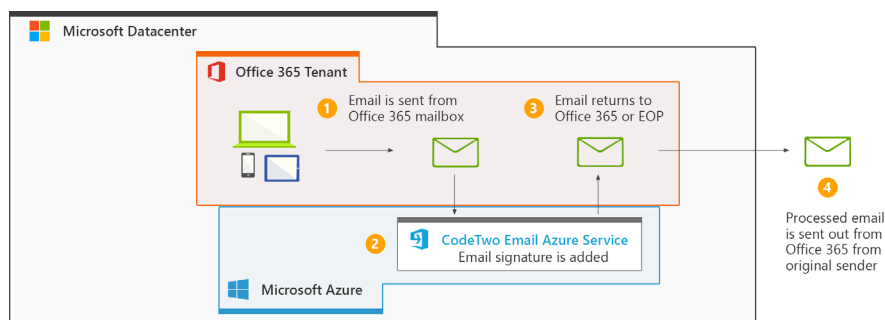 Microsoft Datacenter
Office 365 Tenant
1
Email is sent from
Office 365 mailbox
3
Email returns to
Office 365 or EOP
4
Processed email
is sent out from
Office 365 from
original sender
2
CodeTwo Email Azure Service
Email signature is added
Microsoft Azure